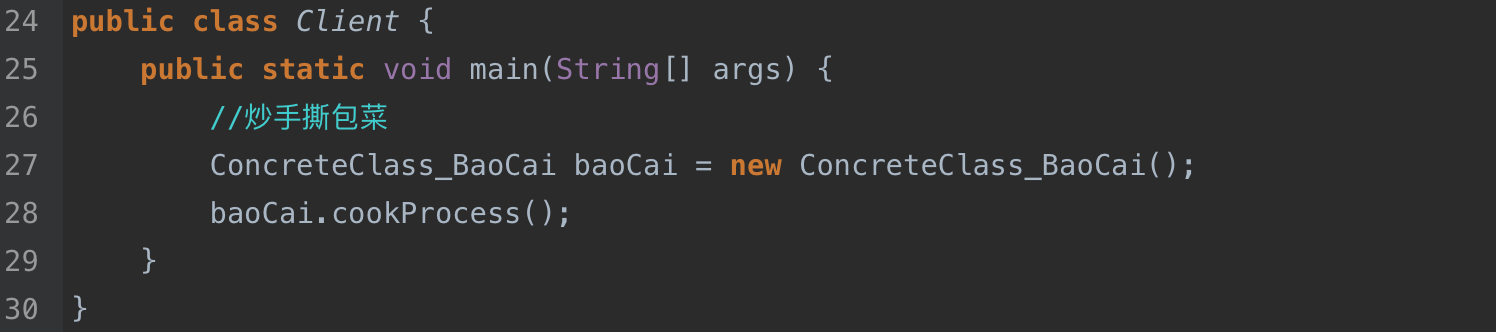 24 public class Client {
25     public static void main(String[] args) {
26         //炒手撕包菜
27         ConcreteClass_BaoCai baoCai = new ConcreteClass_BaoCai();
28         baoCai.cookProcess();
29     }
30 }